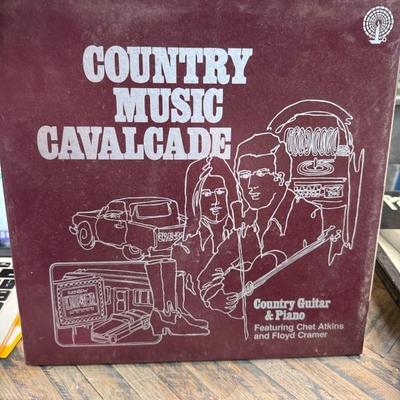 COUNTRY
MUSIC
CAVALCADE
Country Guitar
& Piano
Featuring Chet Atkins
and Floyd Cramer